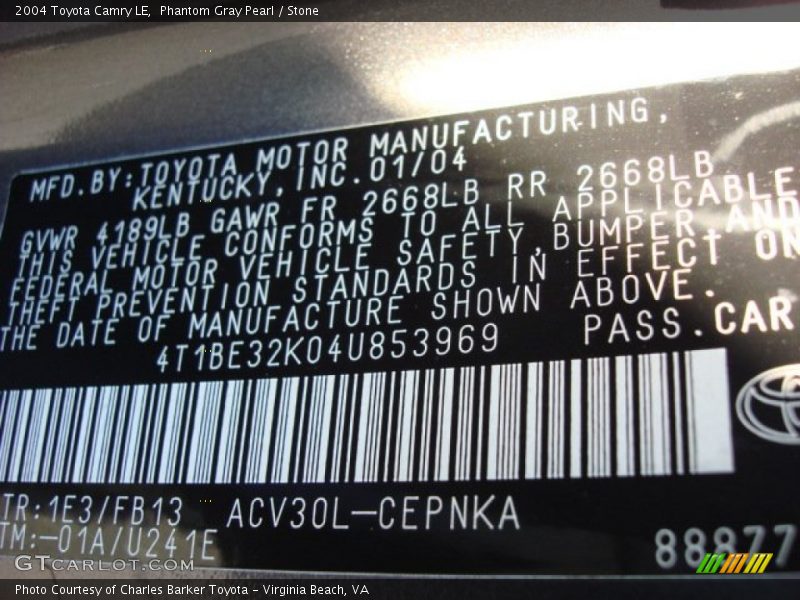 2004 Toyota Camry LE,  Phantom Gray Pearl / Stone
MFD.BY:TOYOTA MOTOR MANUFACTURING,
KENTUCKY,INC.01/04
GVWR 4189LB GAWR FR 2668LB RR 2668LB
THIS VEHICLE CONFORMS TO ALL APPLICABLE
FEDERAL MOTOR VEHICLE SAFETY,BUMPER,AND
THEFT PREVENTION STANDARDS IN EFFECT ON
THE DATE OF MANUFACTURE SHOWN ABOVE.
4T1BE32K04U853969 PASS.CAR
TR:1E3/FB13 ACV30L-CEPNKA
TM:-01A/U241E 88877
GTCARLOT.COM
Photo Courtesy of Charles Barker Toyota - Virginia Beach, VA